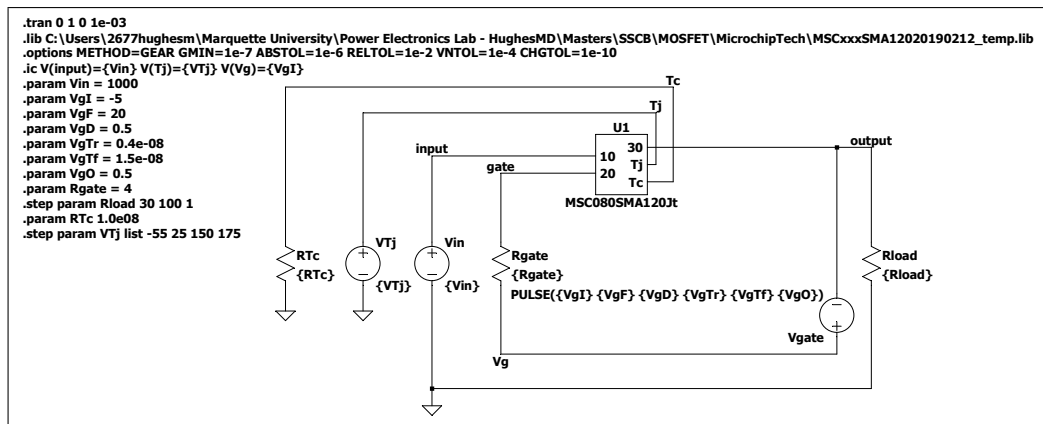 .tran 0 1 0 1e-03
.lib C:\Users\2677hughesm\Marquette University\Power Electronics Lab - HughesMD\Masters\SSCB\MOSFET\MicrochipTech\MSCxxxSMA12020190212_temp.lib
.options METHOD=GEAR GMIN=1e-7 ABSTOL=1e-6 RELTOL=1e-2 VNTOL=1e-4 CHGTOL=1e-10
.ic V(input)={Vin} V(Tj)={VTj} V(Vg)={VgI}
.param Vin = 1000
.param VgI = -5
.param VgF = 20
.param VgD = 0.5
.param VgTr = 0.4e-08
.param VgTf = 1.5e-08
.param VgO = 0.5
.param Rgate = 4
.step param Rload 30 100 1
.param RTc 1.0e08
.step param VTj list -55 25 150 175
Tc
Tj
U1
input
10
30
output
gate
20
Tj
Tc
MSC080SMA120Jt
RTc
{RTc}
VTj
{VTj}
Vin
{Vin}
Rgate
{Rgate}
Rload
{Rload}
PULSE({VgI} {VgF} {VgD} {VgTr} {VgTf} {VgO})
Vgate
Vg